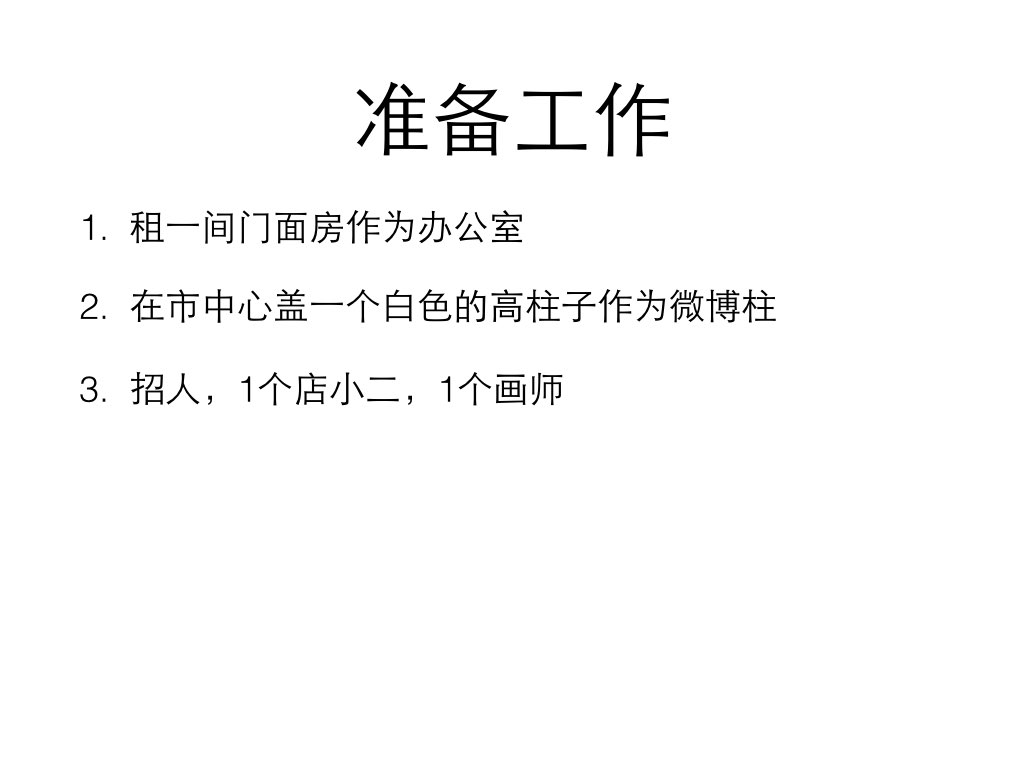 准备工作
1. 租一间门面房作为办公室
2. 在市中心盖一个白色的高柱子作为微博柱
3. 招人，1个店小二，1个画师